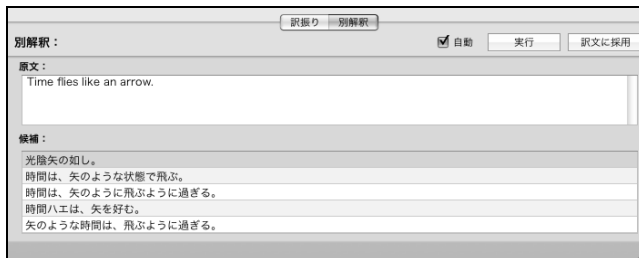 訳振り 別解釈
別解釈： 自動 実行 訳文に採用
原文：
Time flies like an arrow.
候補：
光陰矢の如し。
時間は、矢のような状態で飛ぶ。
時間は、矢のように飛ぶように過ぎる。
時間ハエは、矢を好む。
矢のような時間は、飛ぶように過ぎる。